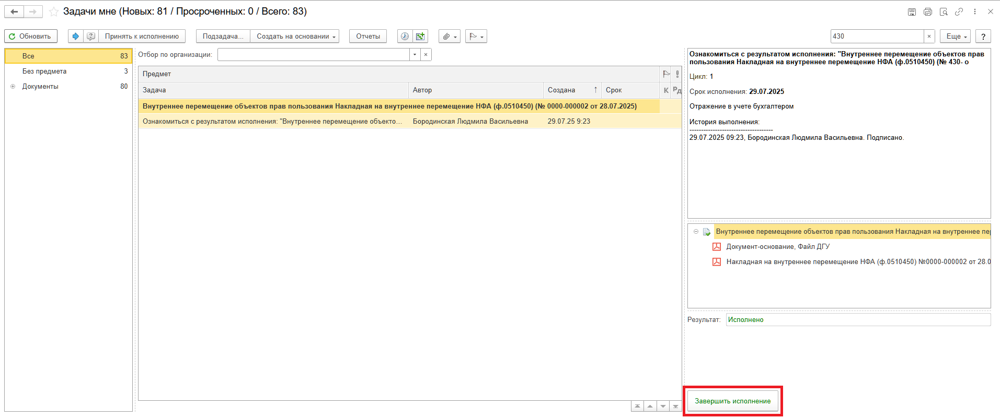 Задачи мне (Новых: 81 / Просроченных: 0 / Всего: 83)
Обновить
Принять к исполнению
Подзадача...
Создать на основании
Отчеты
430
×
Еще
?
Все 83
Без предмета 3
Документы 80
Отбор по организации:
×
Предмет
Задача Автор Создана ↑ Срок К Рд
Внутреннее перемещение объектов прав пользования Накладная на внутреннее перемещение НФА (ф.0510450) (№ 0000-000002 от 28.07.2025)
Ознакомиться с результатом исполнения: "Внутреннее перемещение объекто... Бородинская Людмила Васильевна 29.07.25 9:23
Ознакомиться с результатом исполнения: "Внутреннее перемещение объектов прав
пользования Накладная на внутреннее перемещение НФА (ф.0510450) (№ 430- о
Цикл: 1
Срок исполнения: 29.07.2025
Отражение в учете бухгалтером
История выполнения:
------------------------------------
29.07.2025 09:23, Бородинская Людмила Васильевна. Подписано.
Внутреннее перемещение объектов прав пользования Накладная на внутреннее пер
Документ-основание, Файл ДГУ
Накладная на внутреннее перемещение НФА (ф.0510450) №0000-000002 от 28.0
Результат: Исполнено
Завершить исполнение